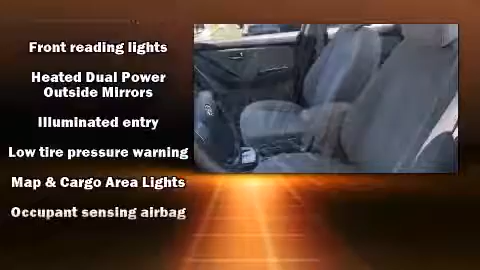 Front reading lights
Heated Dual Power
Outside Mirrors
Illuminated entry
Low tire pressure warning
Map & Cargo Area Lights
Occupant sensing airbag